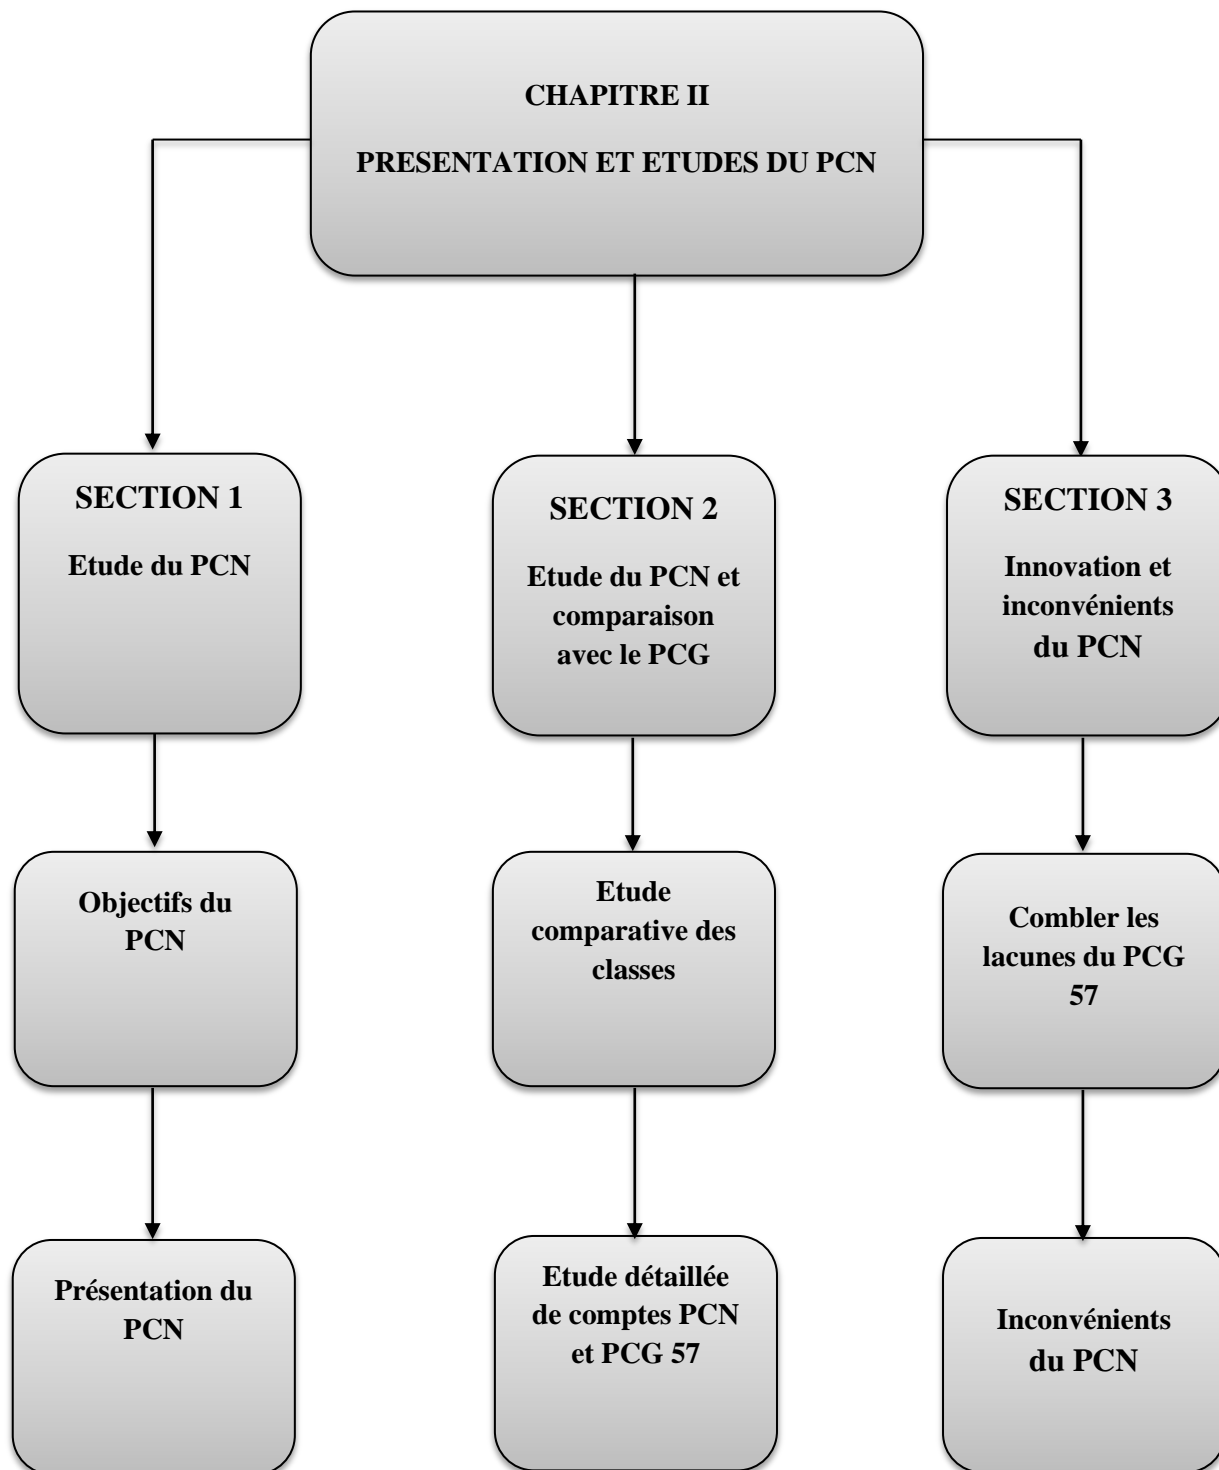 CHAPITRE II
PRESENTATION ET ETUDES DU PCN
SECTION 1
Etude du PCN
SECTION 2
Etude du PCN et
comparaison
avec le PCG
SECTION 3
Innovation et
inconvénients
du PCN
Objectifs du
PCN
Etude
comparative des
classes
Combler les
lacunes du PCG
57
Présentation du
PCN
Etude détaillée
de comptes PCN
et PCG 57
Inconvénients
du PCN